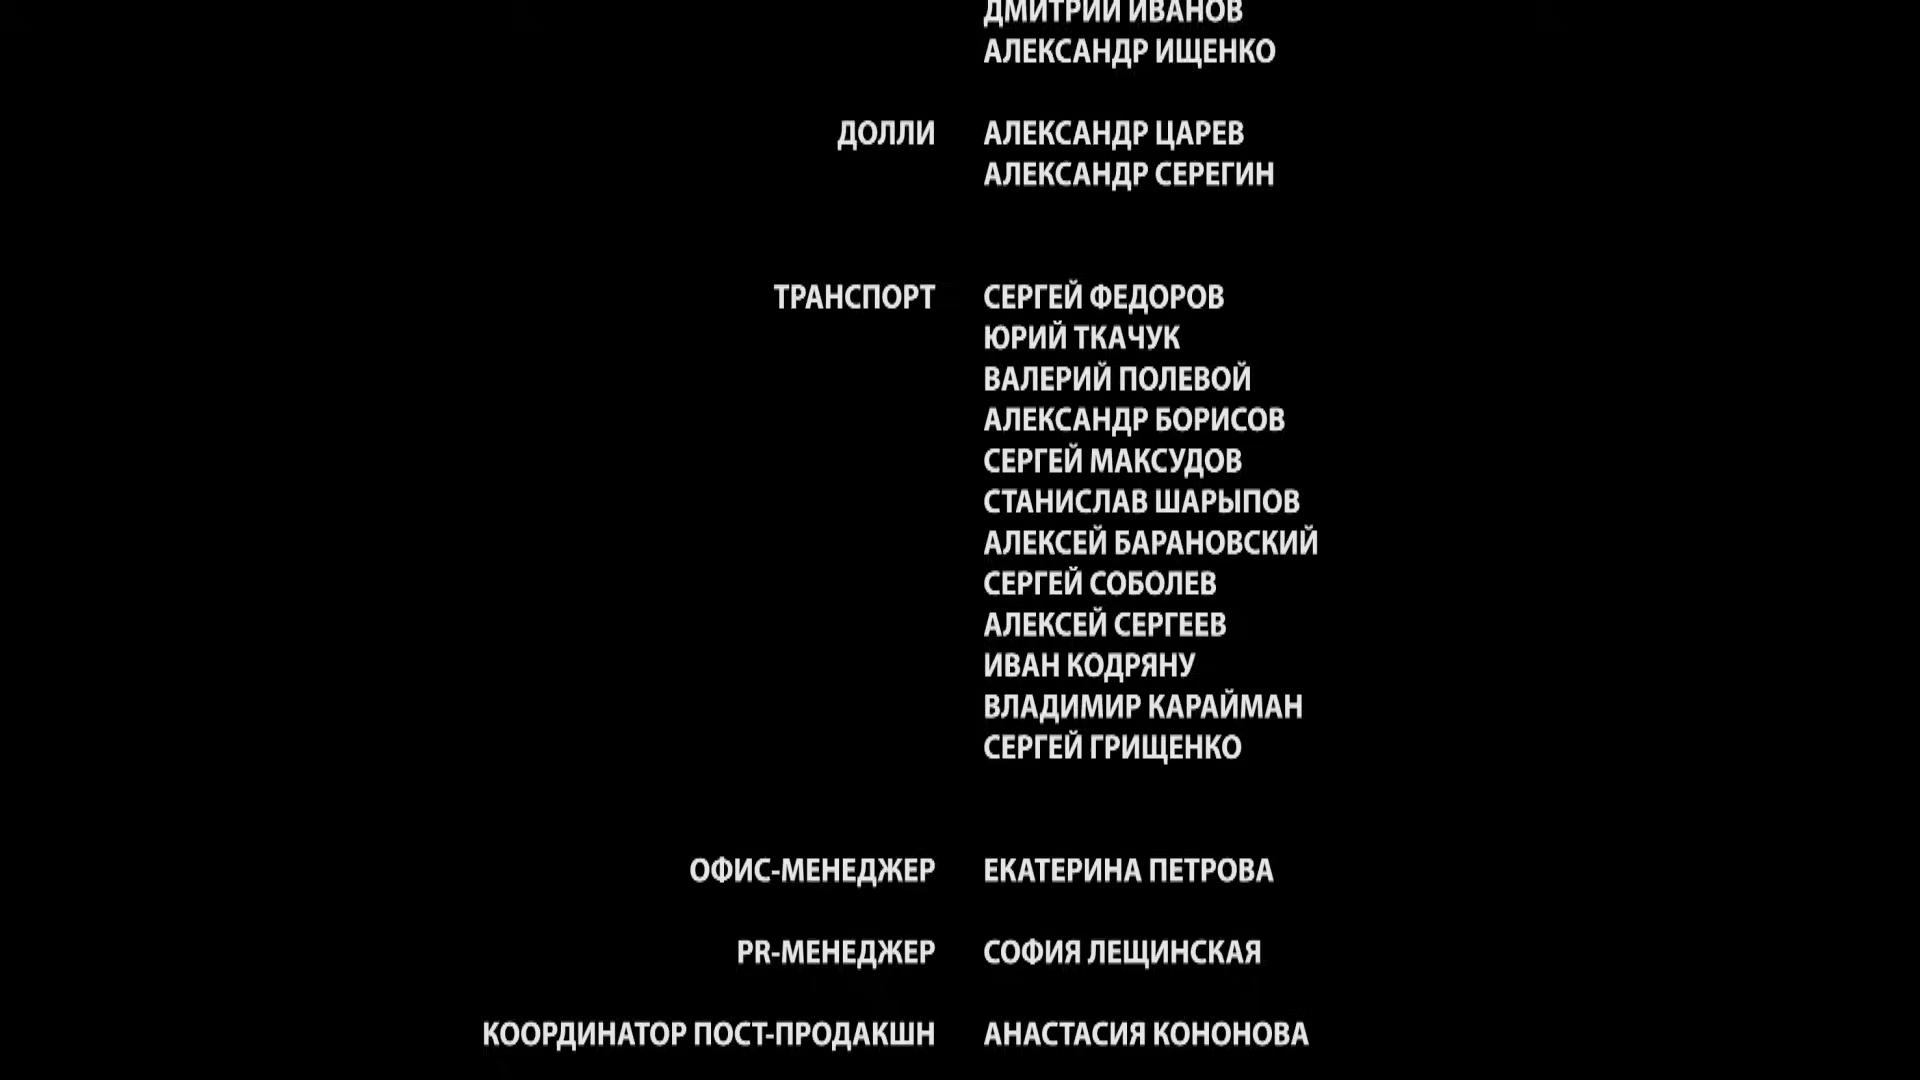 ДМИТРИЙ ИВАНОВ
АЛЕКСАНДР ИЩЕНКО
ДОЛЛИ АЛЕКСАНДР ЦАРЕВ
АЛЕКСАНДР СЕРЕГИН
ТРАНСПОРТ СЕРГЕЙ ФЕДОРОВ
ЮРИЙ ТКАЧУК
ВАЛЕРИЙ ПОЛЕВОЙ
АЛЕКСАНДР БОРИСОВ
СЕРГЕЙ МАКСУДОВ
СТАНИСЛАВ ШАРЫПОВ
АЛЕКСЕЙ БАРАНОВСКИЙ
СЕРГЕЙ СОБОЛЕВ
АЛЕКСЕЙ СЕРГЕЕВ
ИВАН КОДРЯНУ
ВЛАДИМИР КАРАЙМАН
СЕРГЕЙ ГРИЩЕНКО
ОФИС-МЕНЕДЖЕР ЕКАТЕРИНА ПЕТРОВА
PR-МЕНЕДЖЕР СОФИЯ ЛЕЩИНСКАЯ
КООРДИНАТОР ПОСТ-ПРОДАКШН АНАСТАСИЯ КОНОНОВА